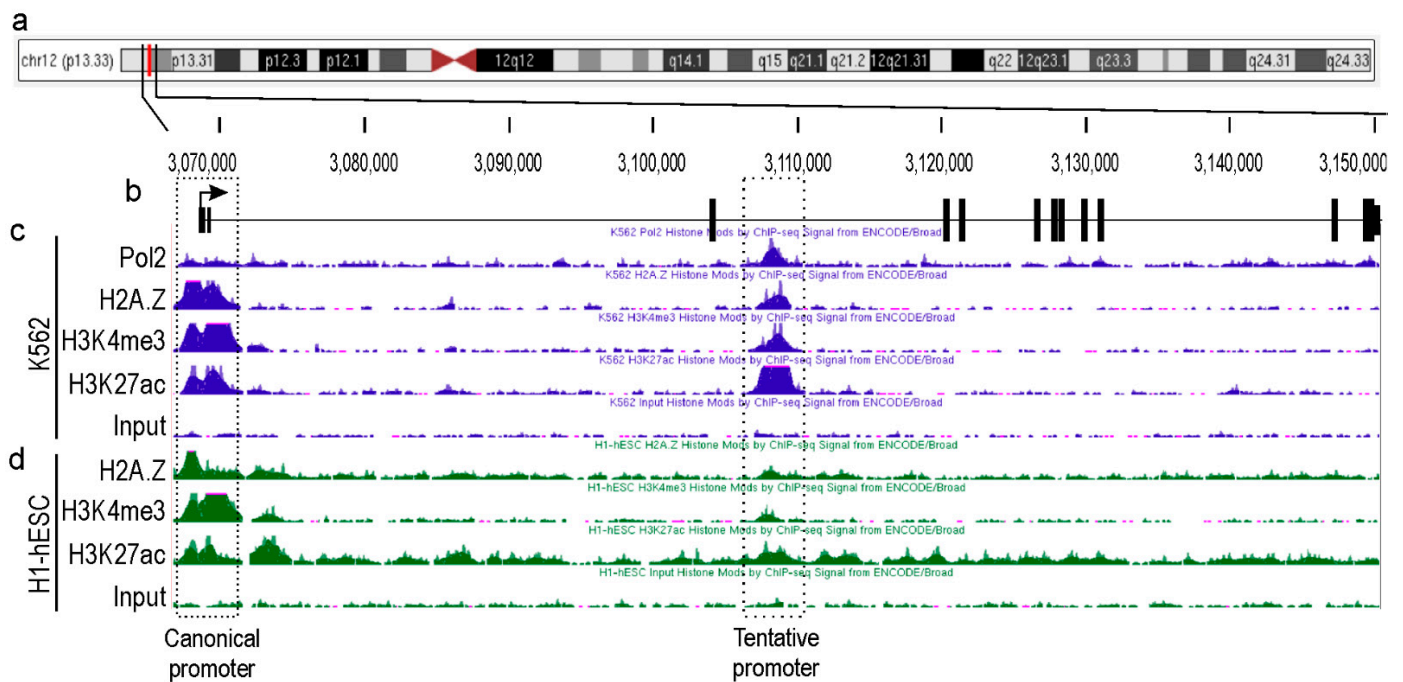 a
chr12 (p13.33) p13.31 p12.3 p12.1 12q12 q14.1 q15 q21.1 q21.2 12q21.31 q22 12q23.1 q23.3 q24.31 q24.33
3,070,000 3,080,000 3,090,000 3,100,000 3,110,000 3,120,000 3,130,000 3,140,000 3,150,000
b
c
K562 Pol2 Histone Mods by ChIP-seq Signal from ENCODE/Broad
Pol2
K562 H2A.Z Histone Mods by ChIP-seq Signal from ENCODE/Broad
H2A.Z
K562 H3K4me3 Histone Mods by ChIP-seq Signal from ENCODE/Broad
H3K4me3
K562
K562 H3K27ac Histone Mods by ChIP-seq Signal from ENCODE/Broad
H3K27ac
K562 Input Histone Mods by ChIP-seq Signal from ENCODE/Broad
Input
d
H1-hESC H2A.Z Histone Mods by ChIP-seq Signal from ENCODE/Broad
H2A.Z
H1-hESC H3K4me3 Histone Mods by ChIP-seq Signal from ENCODE/Broad
H3K4me3
H1-hESC
H1-hESC H3K27ac Histone Mods by ChIP-seq Signal from ENCODE/Broad
H3K27ac
H1-hESC Input Histone Mods by ChIP-seq Signal from ENCODE/Broad
Input
Canonical
promoter
Tentative
promoter